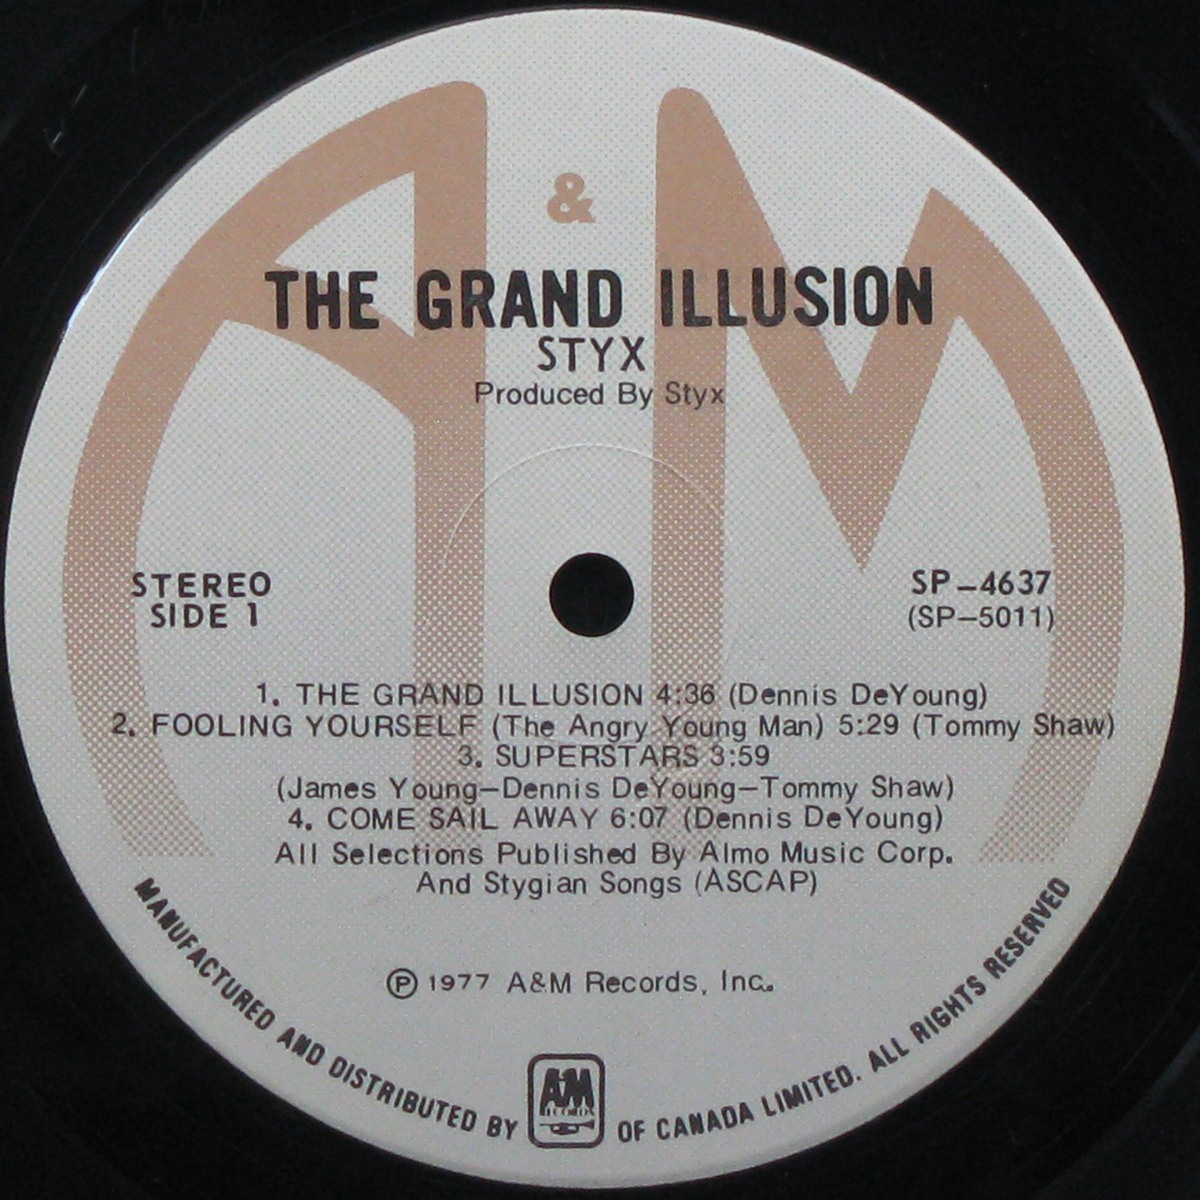 A & M
THE GRAND ILLUSION
STYX
Produced By Styx
STEREO
SIDE 1
SP-4637
(SP-5011)
1. THE GRAND ILLUSION 4:36 (Dennis DeYoung)
2. FOOLING YOURSELF (The Angry Young Man) 5:29 (Tommy Shaw)
3. SUPERSTARS 3:59
(James Young-Dennis DeYoung-Tommy Shaw)
4. COME SAIL AWAY 6:07 (Dennis DeYoung)
All Selections Published By Almo Music Corp.
And Stygian Songs (ASCAP)
℗ 1977 A&M Records, Inc.
MANUFACTURED AND DISTRIBUTED BY A&M RECORDS OF CANADA LIMITED. ALL RIGHTS RESERVED